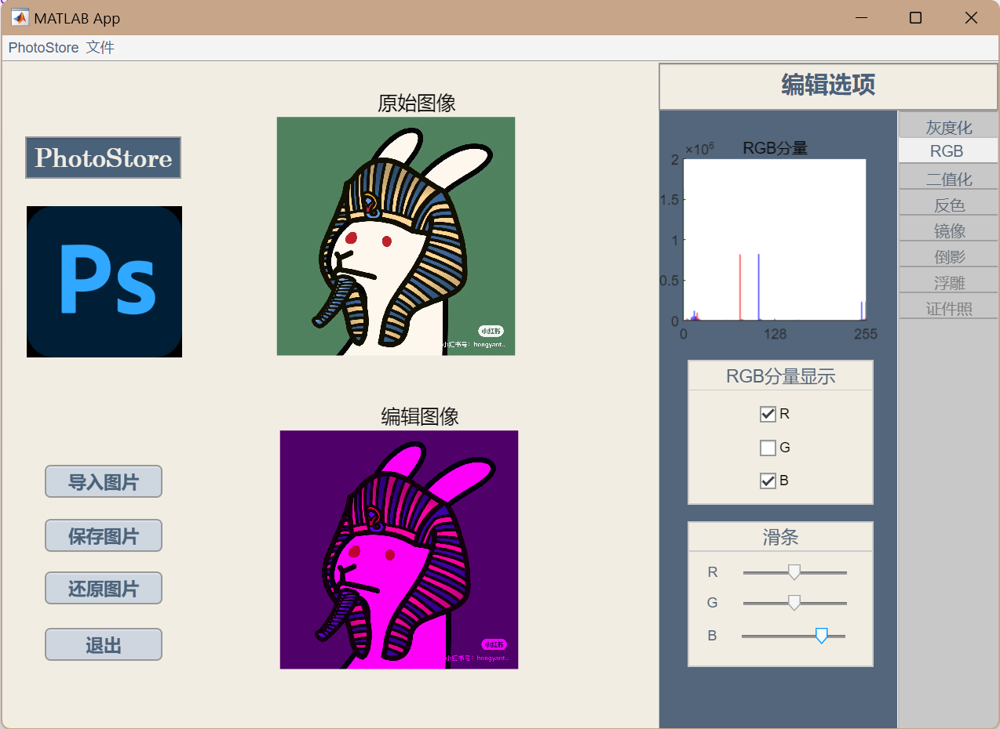 MATLAB App
PhotoStore 文件
编辑选项
原始图像
PhotoStore
Ps
小红书
小红书号：hongyant..
编辑图像
小红书
小红书号：hongyant..
导入图片
保存图片
还原图片
退出
×10⁶ RGB分量
2
1.5
1
0.5
0
0 128 255
RGB分量显示
R
G
B
滑条
R
G
B
灰度化
RGB
二值化
反色
镜像
倒影
浮雕
证件照